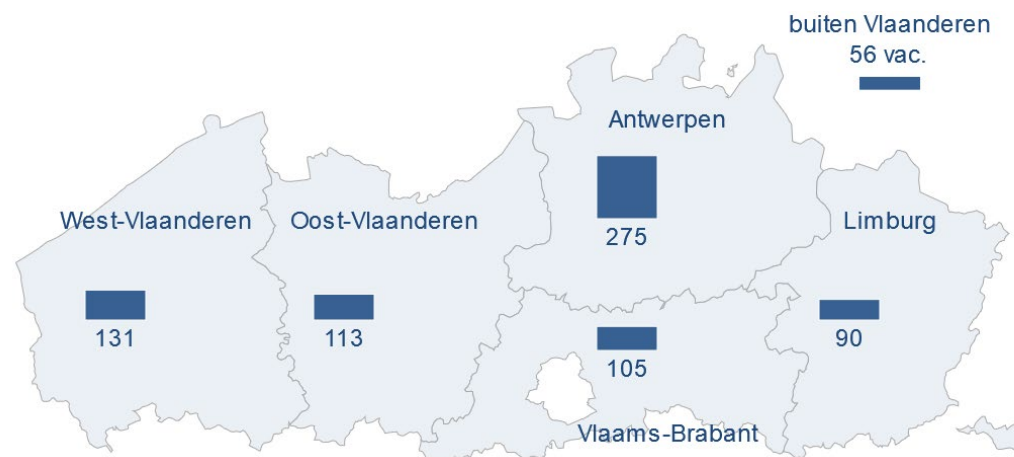 buiten Vlaanderen
56 vac.
Antwerpen
275
West-Vlaanderen
131
Oost-Vlaanderen
113
Limburg
90
105
Vlaams-Brabant